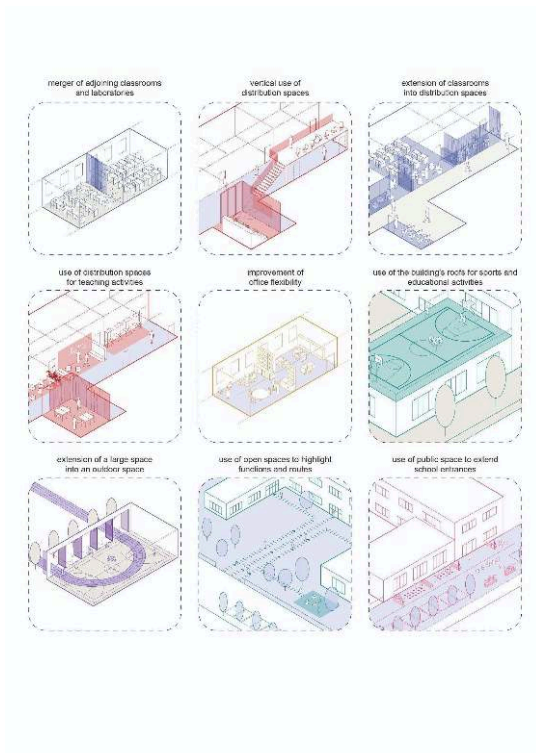 merger of adjoining classrooms
and laboratories
vertical use of
distribution spaces
extension of classrooms
into distribution spaces
use of distribution spaces
for teaching activities
improvement of
office flexibility
use of the building's roofs for sports and
educational activities
extension of a large space
into an outdoor space
use of open spaces to highlight
functions and routes
use of public space to extend
school entrances